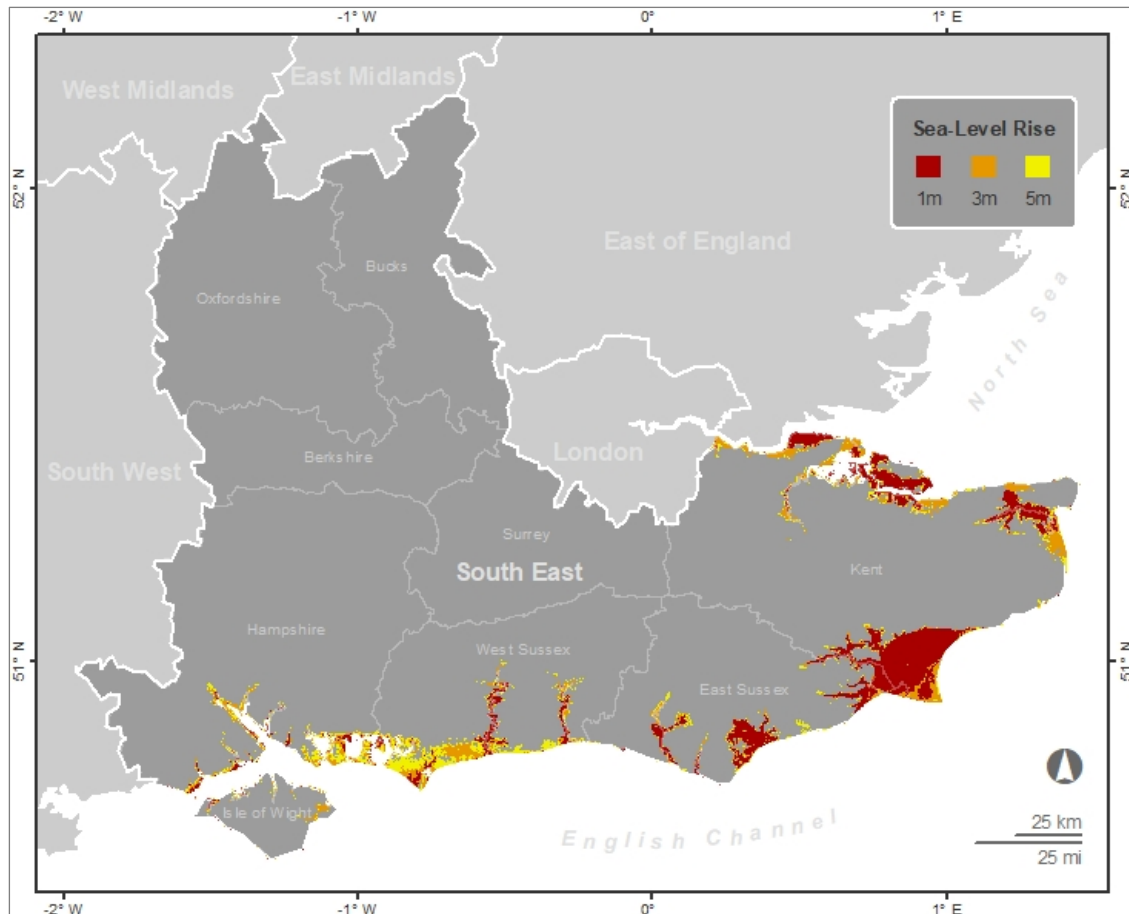 -2° W -1° W 0° 1° E
West Midlands
East Midlands
Sea-Level Rise
1m 3m 5m
52° N
52° N
East of England
Bucks
Oxfordshire
North Sea
Berkshire
London
South West
Surrey
South East
Kent
Hampshire
West Sussex
51° N
51° N
East Sussex
Isle of Wight
English Channel
25 km
25 mi
-2° W -1° W 0° 1° E